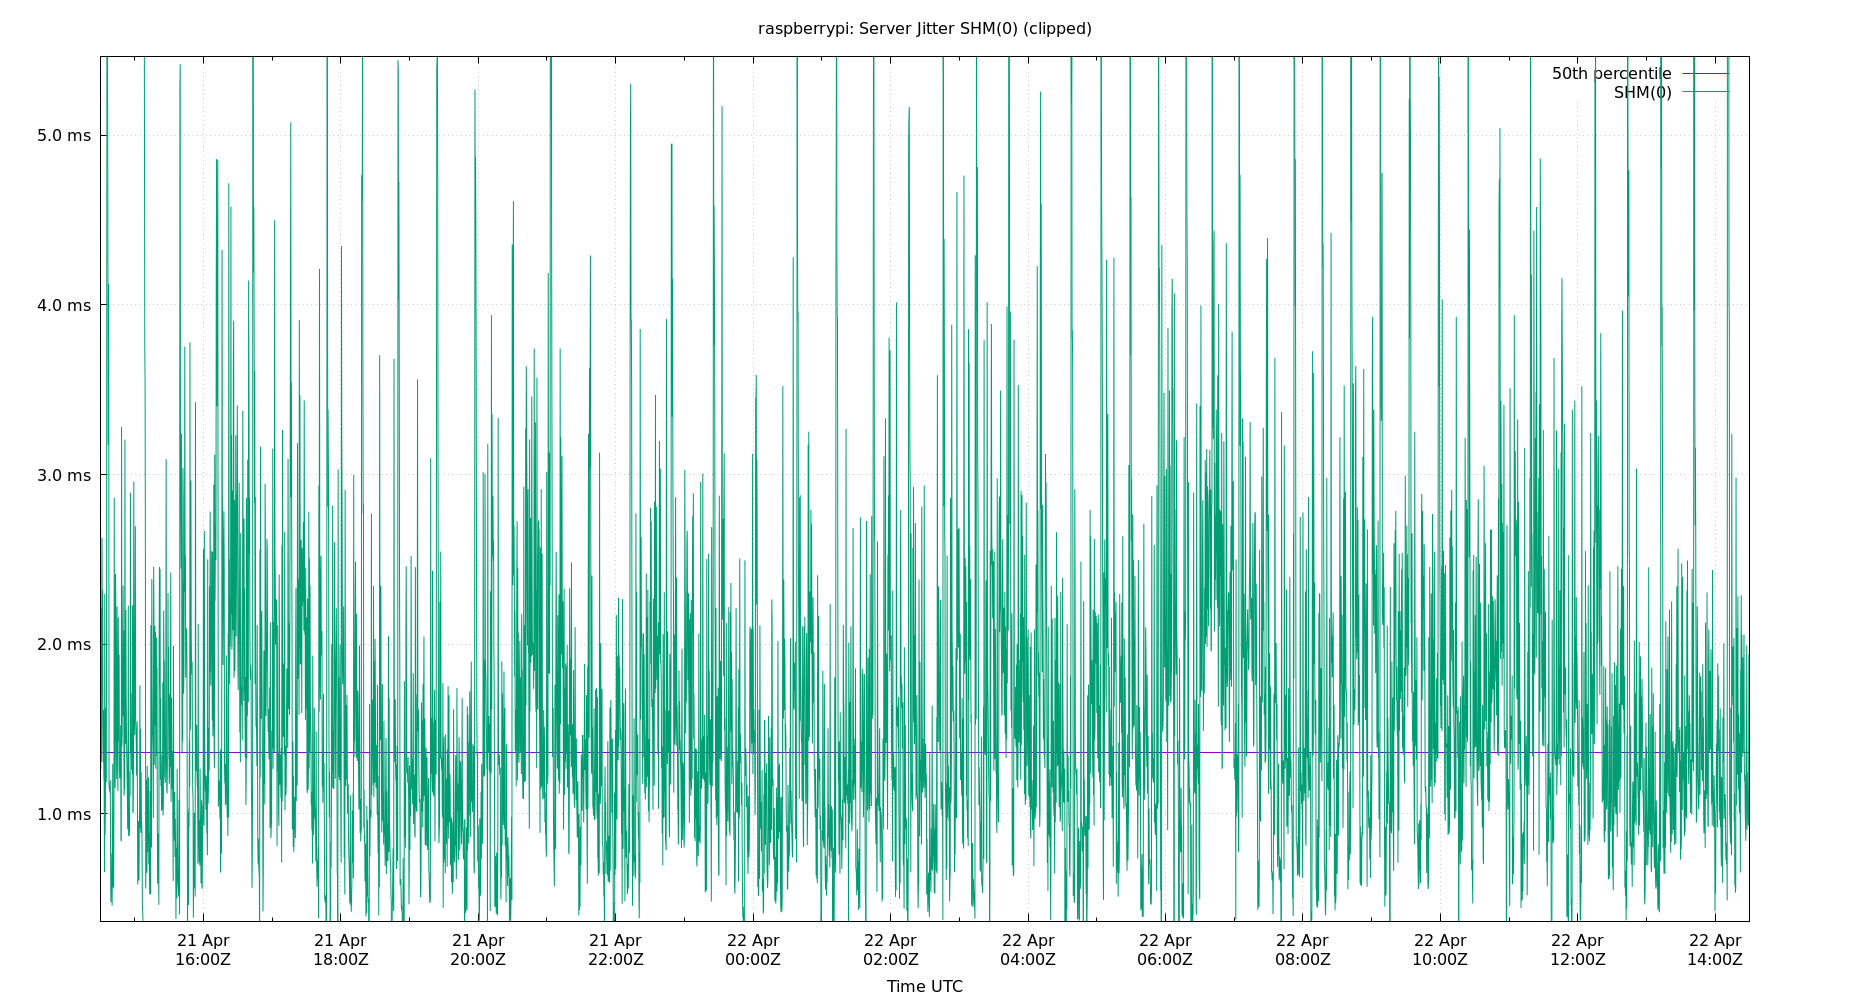 raspberrypi: Server Jitter SHM(0) (clipped)
50th percentile
SHM(0)
5.0 ms
4.0 ms
3.0 ms
2.0 ms
1.0 ms
21 Apr 21 Apr 21 Apr 21 Apr 22 Apr 22 Apr 22 Apr 22 Apr 22 Apr 22 Apr 22 Apr 22 Apr
16:00Z 18:00Z 20:00Z 22:00Z 00:00Z 02:00Z 04:00Z 06:00Z 08:00Z 10:00Z 12:00Z 14:00Z
Time UTC